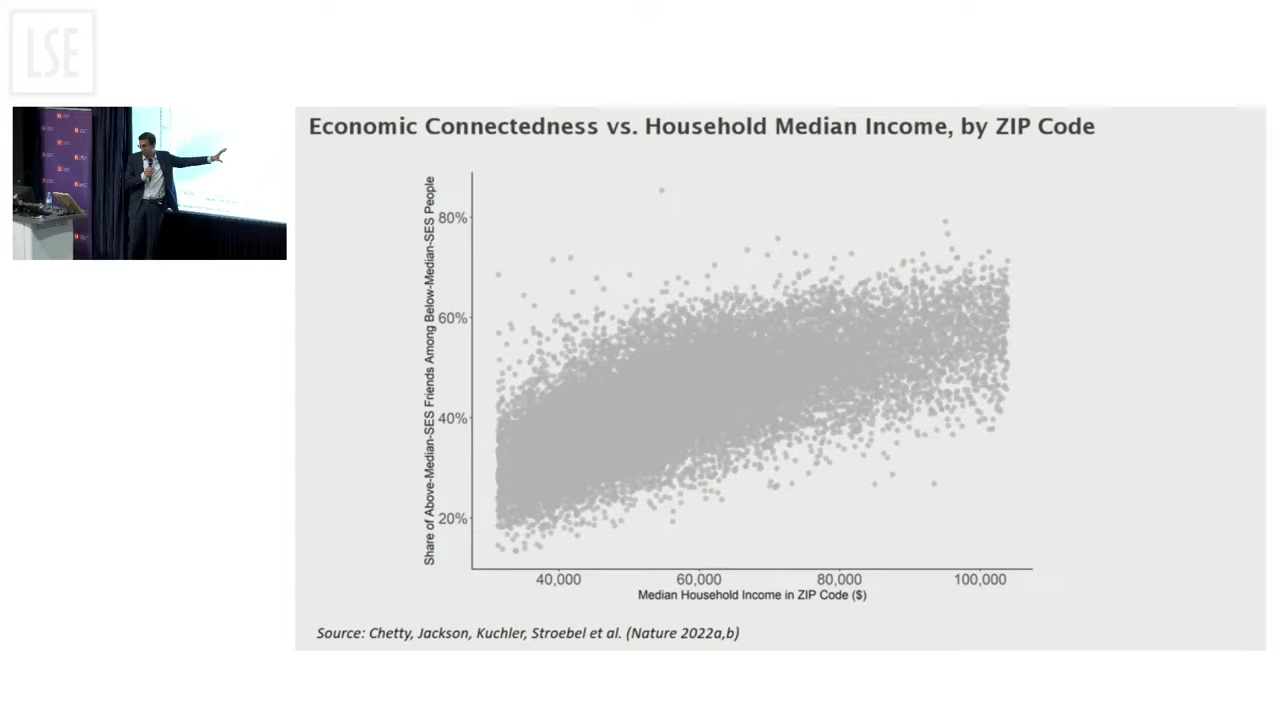 LSE
Economic Connectedness vs. Household Median Income, by ZIP Code
Share of Above-Median-SES Friends Among Below-Median-SES People
80%
60%
40%
20%
40,000
60,000
80,000
100,000
Median Household Income in ZIP Code ($)
Source: Chetty, Jackson, Kuchler, Stroebel et al. (Nature 2022a,b)